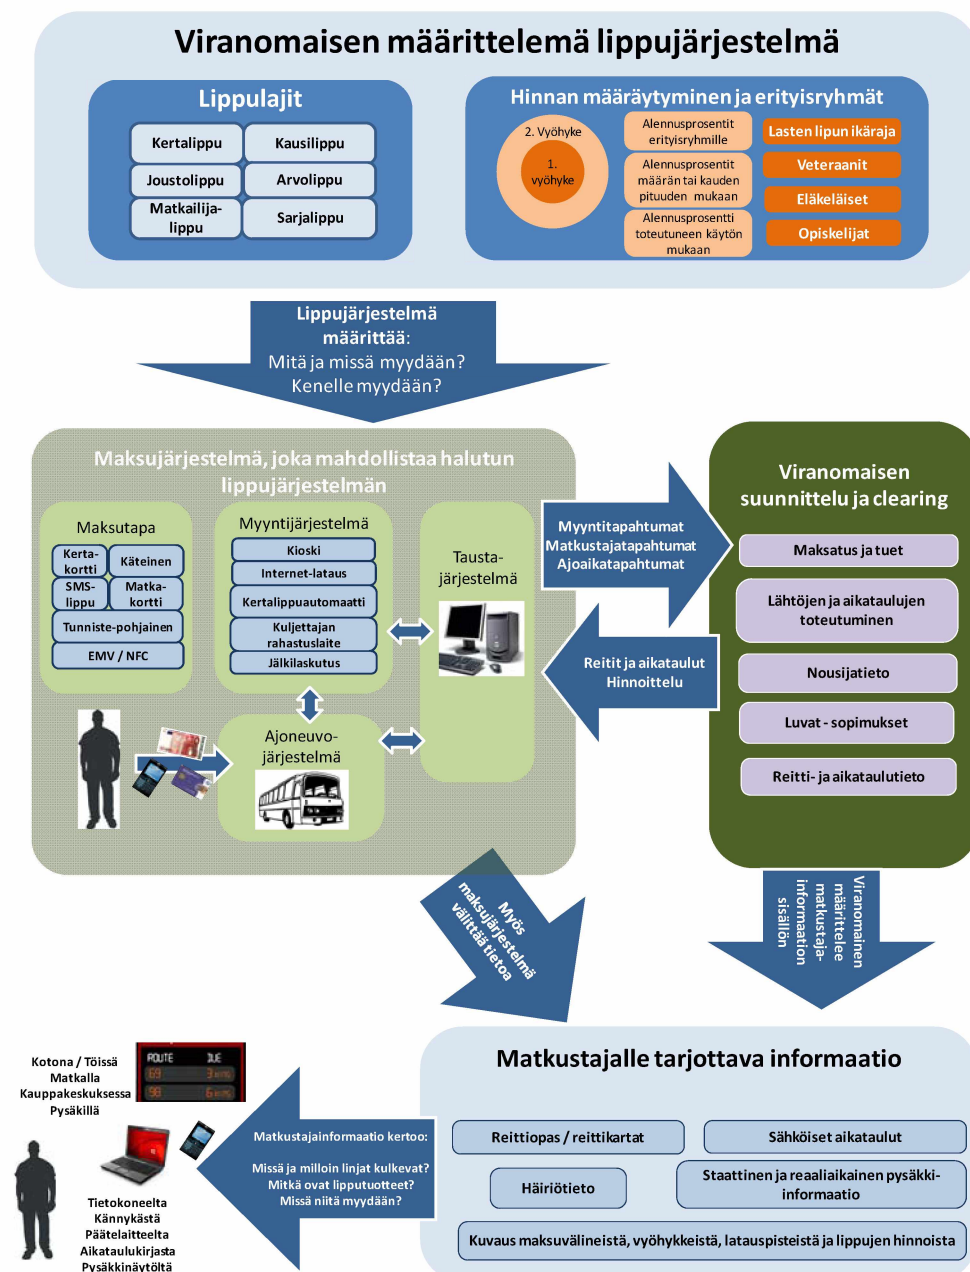 Viranomaisen määrittelemä lippujärjestelmä
Lippulajit
Kertalippu
Kausilippu
Joustolippu
Arvolippu
Matkailija-
lippu
Sarjalippu
Hinnan määräytyminen ja erityisryhmät
2. Vyöhyke
1.
vyöhyke
Alennusprosentit
erityisryhmille
Alennusprosentit
määrän tai kauden
pituuden mukaan
Alennusprosentti
toteutuneen käytön
mukaan
Lasten lipun ikäraja
Veteraanit
Eläkeläiset
Opiskelijat
Lippujärjestelmä
määrittää:
Mitä ja missä myydään?
Kenelle myydään?
Maksujärjestelmä, joka mahdollistaa halutun
lippujärjestelmän
Maksutapa
Kerta-
kortti
Käteinen
SMS-
lippu
Matka-
kortti
Tunniste-pohjainen
EMV / NFC
Myyntijärjestelmä
Kioski
Internet-lataus
Kertalippuautomaatti
Kuljettajan
rahastuslaite
Jälkilaskutus
Tausta-
järjestelmä
Ajoneuvo-
järjestelmä
Myyntitapahtumat
Matkustajatapahtumat
Ajoaikatapahtumat
Reitit ja aikataulut
Hinnoittelu
Viranomaisen
suunnittelu ja clearing
Maksatus ja tuet
Lähtöjen ja aikataulujen
toteutuminen
Nousijatieto
Luvat - sopimukset
Reitti- ja aikataulutieto
Myös
maksujärjestelmä
välittää tietoa
Viranomainen
määrittelee
matkustaja-
informaation
sisällön
Matkustajalle tarjottava informaatio
Reittiopas / reittikartat
Sähköiset aikataulut
Häiriötieto
Staattinen ja reaaliaikainen pysäkki-
informaatio
Kuvaus maksuvälineistä, vyöhykkeistä, latauspisteistä ja lippujen hinnoista
Matkustajainformaatio kertoo:
Missä ja milloin linjat kulkevat?
Mitkä ovat lipputuotteet?
Missä niitä myydään?
Kotona / Töissä
Matkalla
Kauppakeskuksessa
Pysäkillä
ROUTE DUE
69 3 MINS
98 6 MINS
Tietokoneelta
Kännykästä
Päätelaitteelta
Aikataulukirjasta
Pysäkkinäytöltä